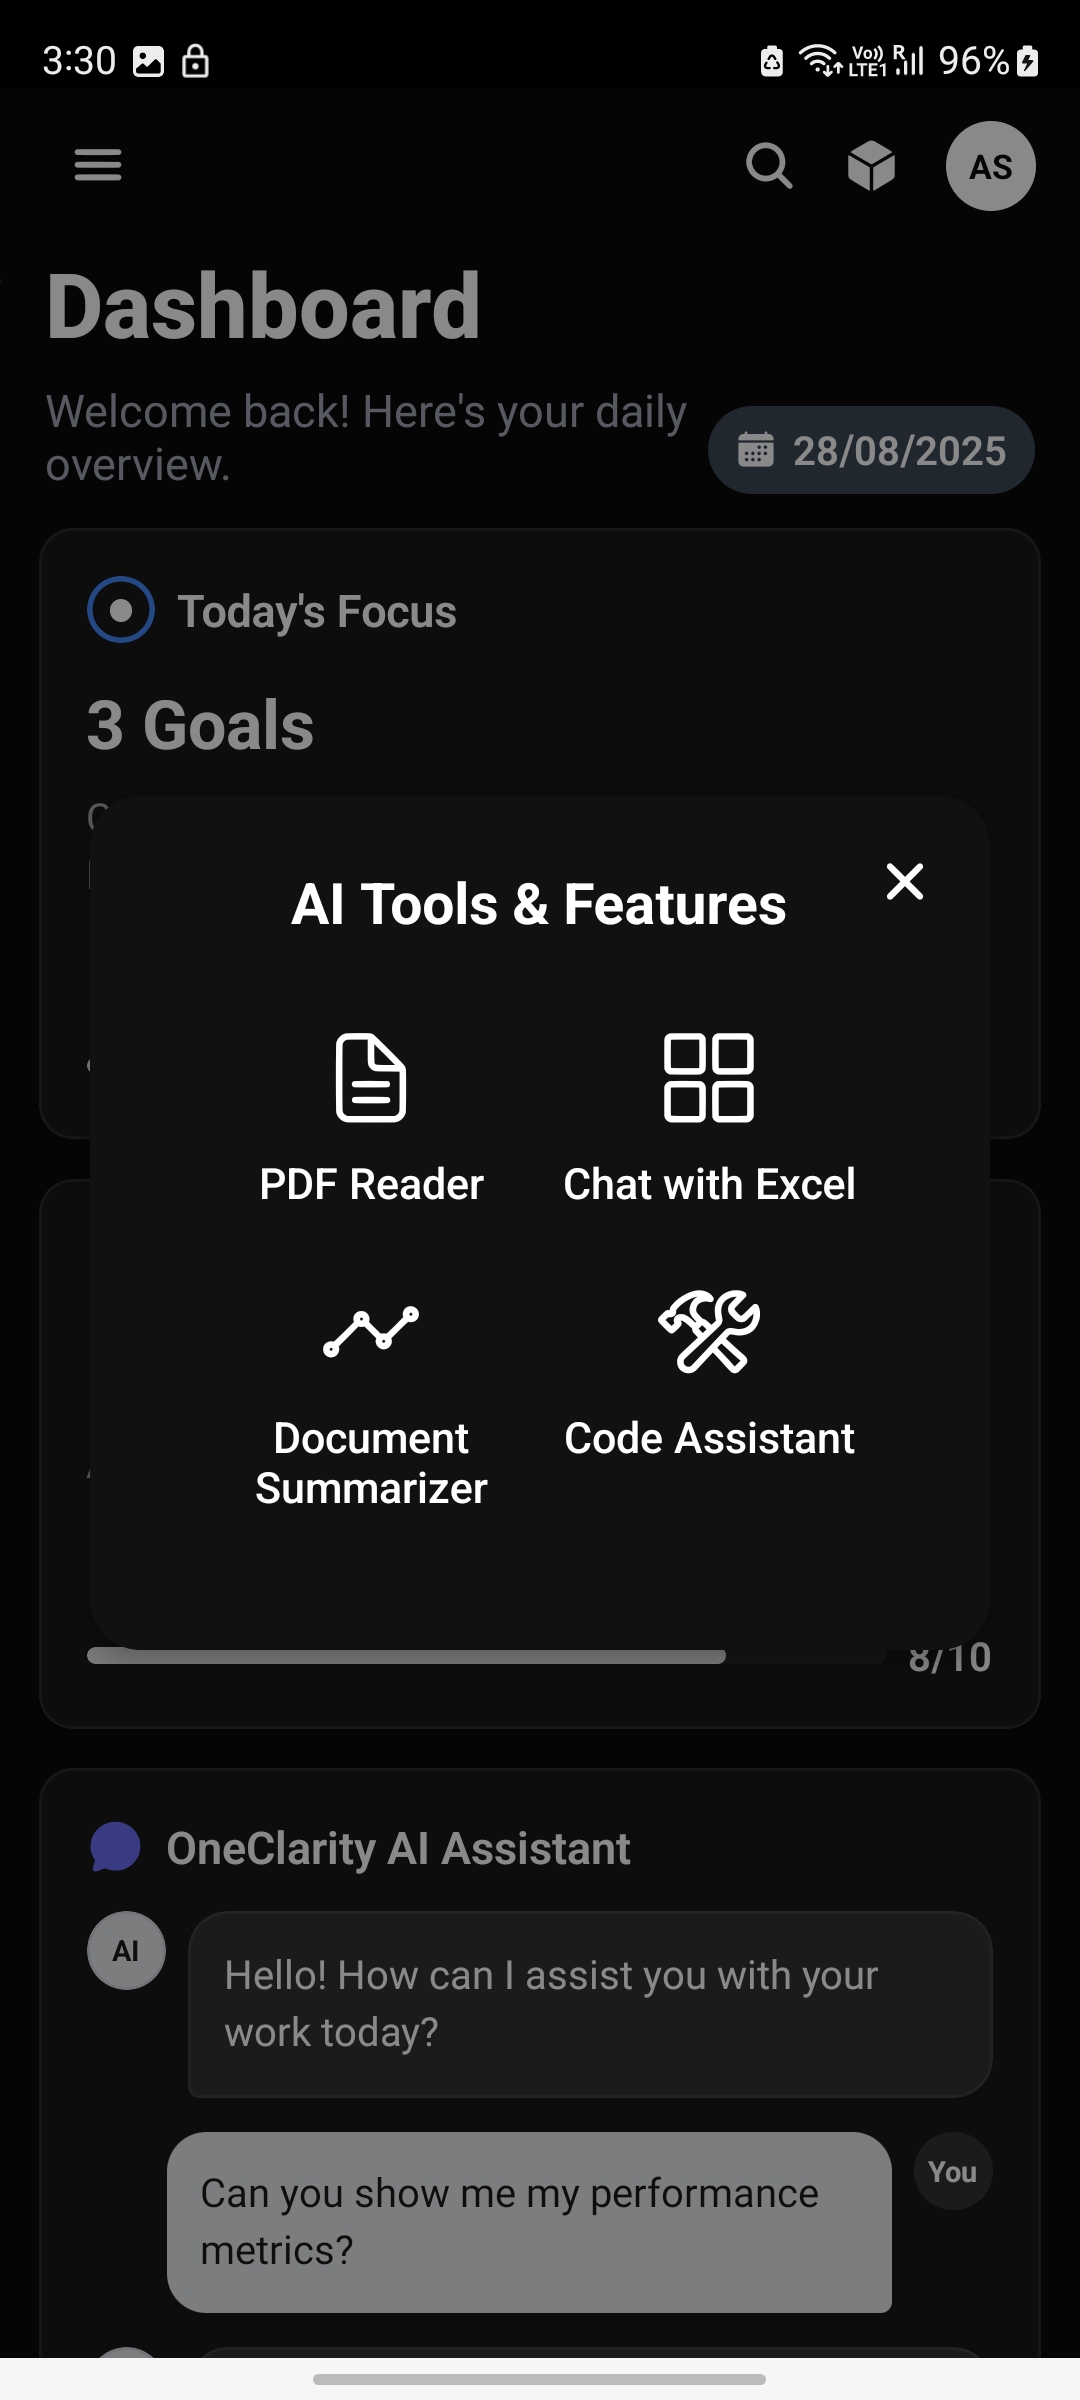 3:30
Vo))
LTE1
R
96%
AS
Dashboard
Welcome back! Here's your daily
overview.
28/08/2025
Today's Focus
3 Goals
AI Tools & Features
PDF Reader
Chat with Excel
Document
Summarizer
Code Assistant
8/10
OneClarity AI Assistant
AI
Hello! How can I assist you with your
work today?
Can you show me my performance
metrics?
You